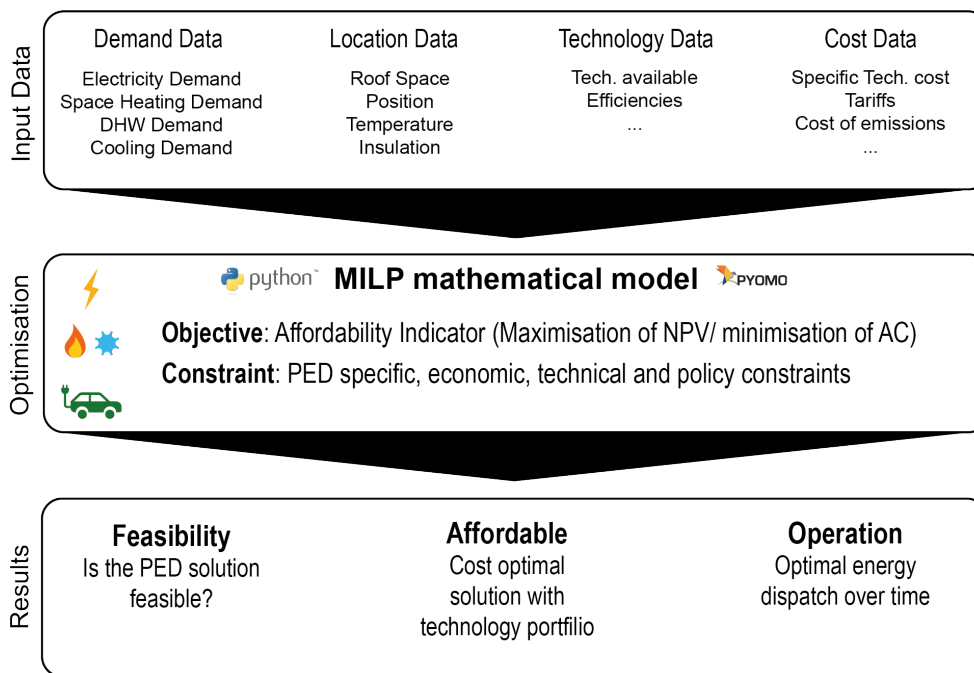 Input Data
Demand Data
Electricity Demand
Space Heating Demand
DHW Demand
Cooling Demand
Location Data
Roof Space
Position
Temperature
Insulation
Technology Data
Tech. available
Efficiencies
...
Cost Data
Specific Tech. cost
Tariffs
Cost of emissions
...
Optimisation
python™ MILP mathematical model PYOMO
Objective: Affordability Indicator (Maximisation of NPV/ minimisation of AC)
Constraint: PED specific, economic, technical and policy constraints
Results
Feasibility
Is the PED solution
feasible?
Affordable
Cost optimal
solution with
technology portfilio
Operation
Optimal energy
dispatch over time